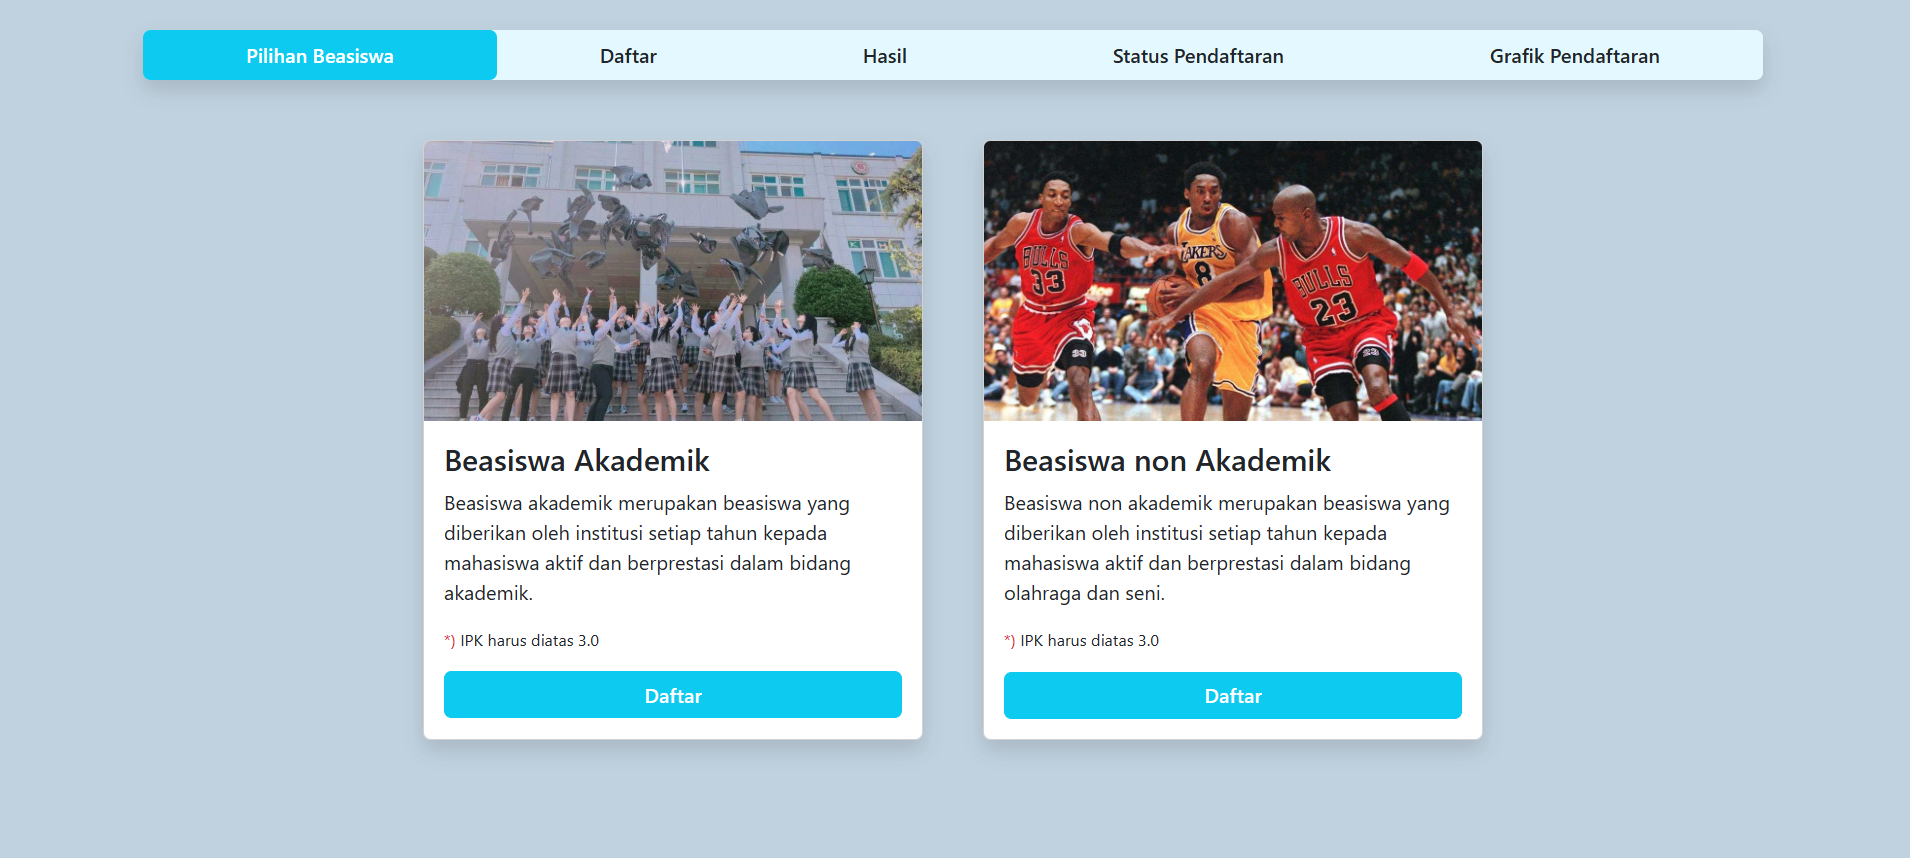 Pilihan Beasiswa
Daftar
Hasil
Status Pendaftaran
Grafik Pendaftaran
BULLS
33
LAKERS
8
BULLS
23
33
23
Beasiswa Akademik
Beasiswa akademik merupakan beasiswa yang
diberikan oleh institusi setiap tahun kepada
mahasiswa aktif dan berprestasi dalam bidang
akademik.
*) IPK harus diatas 3.0
Daftar
Beasiswa non Akademik
Beasiswa non akademik merupakan beasiswa yang
diberikan oleh institusi setiap tahun kepada
mahasiswa aktif dan berprestasi dalam bidang
olahraga dan seni.
*) IPK harus diatas 3.0
Daftar